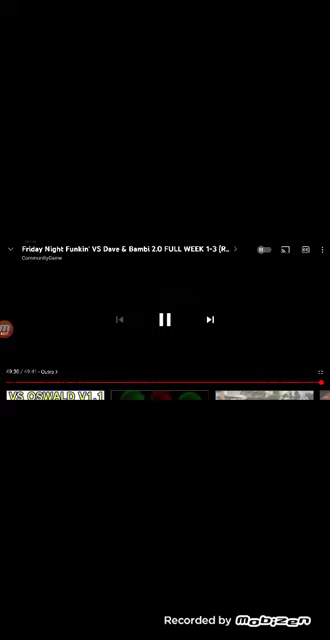 Friday Night Funkin' VS Dave & Bambi 2.0 FULL WEEK 1-3 (R..
CommunityGame
49:36 / 49:41 • Outro
VS OSWALD V1.1
Recorded by MOBIZEN